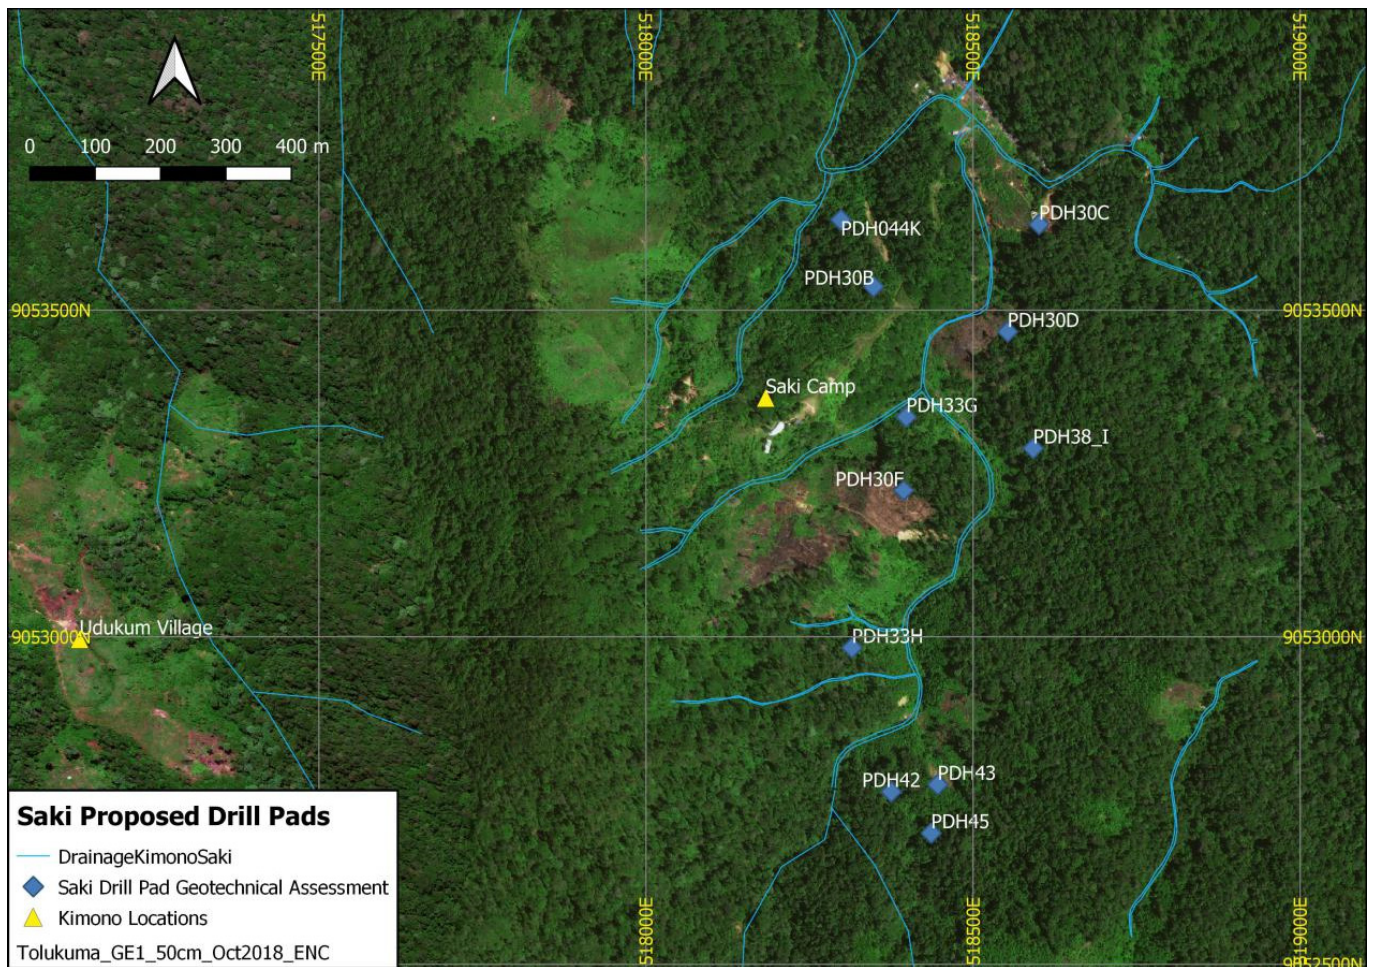 517500E
518000E
518500E
519000E
0 100 200 300 400 m
PDH30C
PDH044K
PDH30B
9053500N
9053500N
PDH30D
Saki Camp
PDH33G
PDH38_I
PDH30F
Udukum Village
9053000N
9053000N
PDH33H
PDH42
PDH43
PDH45
Saki Proposed Drill Pads
DrainageKimonoSaki
Saki Drill Pad Geotechnical Assessment
Kimono Locations
Tolukuma_GE1_50cm_Oct2018_ENC
518000E
518500E
519000E
9052500N